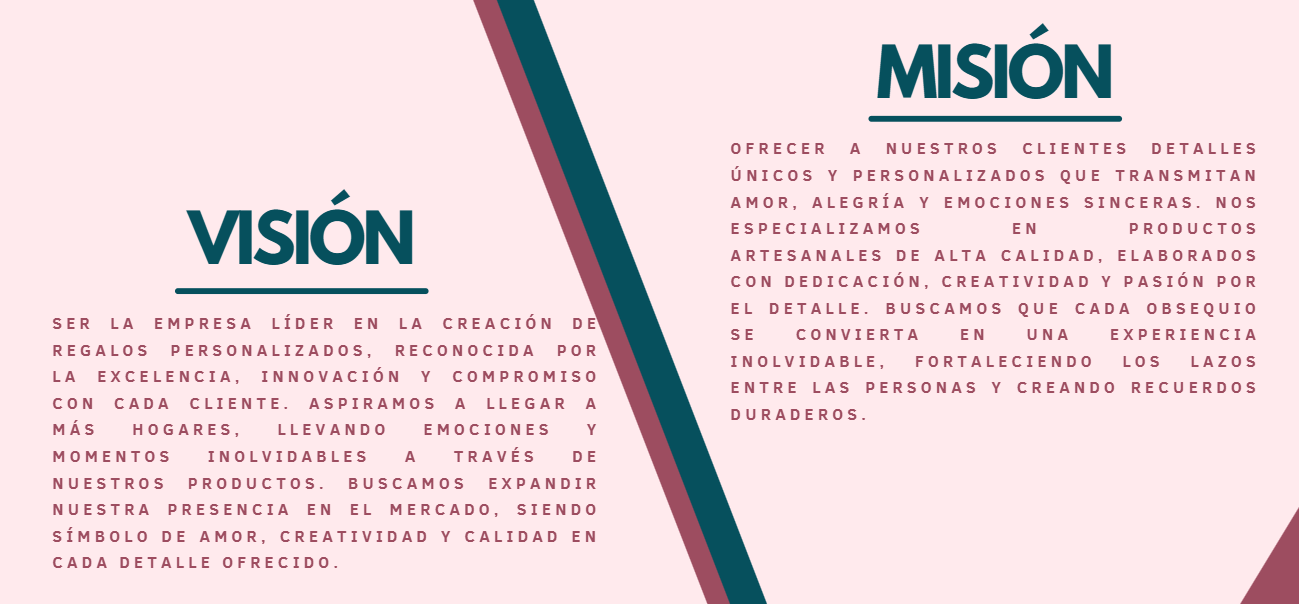 VISIÓN
SER LA EMPRESA LÍDER EN LA CREACIÓN DE
REGALOS PERSONALIZADOS, RECONOCIDA POR
LA EXCELENCIA, INNOVACIÓN Y COMPROMISO
CON CADA CLIENTE. ASPIRAMOS A LLEGAR A
MÁS HOGARES, LLEVANDO EMOCIONES Y
MOMENTOS INOLVIDABLES A TRAVÉS DE
NUESTROS PRODUCTOS. BUSCAMOS EXPANDIR
NUESTRA PRESENCIA EN EL MERCADO, SIENDO
SÍMBOLO DE AMOR, CREATIVIDAD Y CALIDAD EN
CADA DETALLE OFRECIDO.
MISIÓN
OFRECER A NUESTROS CLIENTES DETALLES
ÚNICOS Y PERSONALIZADOS QUE TRANSMITAN
AMOR, ALEGRÍA Y EMOCIONES SINCERAS. NOS
ESPECIALIZAMOS EN PRODUCTOS
ARTESANALES DE ALTA CALIDAD, ELABORADOS
CON DEDICACIÓN, CREATIVIDAD Y PASIÓN POR
EL DETALLE. BUSCAMOS QUE CADA OBSEQUIO
SE CONVIERTA EN UNA EXPERIENCIA
INOLVIDABLE, FORTALECIENDO LOS LAZOS
ENTRE LAS PERSONAS Y CREANDO RECUERDOS
DURADEROS.